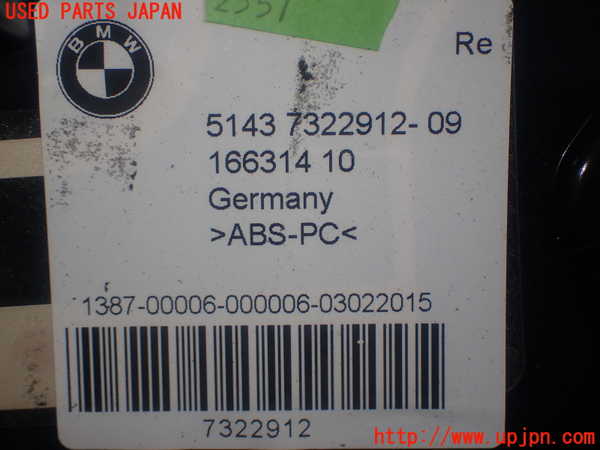 USED PARTS JAPAN
2551
BMW
Re
5143 7322912- 09
166314 10
Germany
>ABS-PC<
1387-00006-000006-03022015
7322912
http://www.upjpn.com